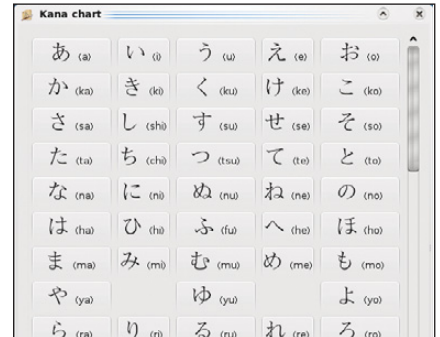 Kana chart
あ (a) い (i) う (u) え (e) お (o)
か (ka) き (ki) く (ku) け (ke) こ (ko)
さ (sa) し (shi) す (su) せ (se) そ (so)
た (ta) ち (chi) つ (tsu) て (te) と (to)
な (na) に (ni) ぬ (nu) ね (ne) の (no)
は (ha) ひ (hi) ふ (fu) へ (he) ほ (ho)
ま (ma) み (mi) む (mu) め (me) も (mo)
や (ya) ゆ (yu) よ (yo)
ら (ra) り (ri) る (ru) れ (re) ろ (ro)